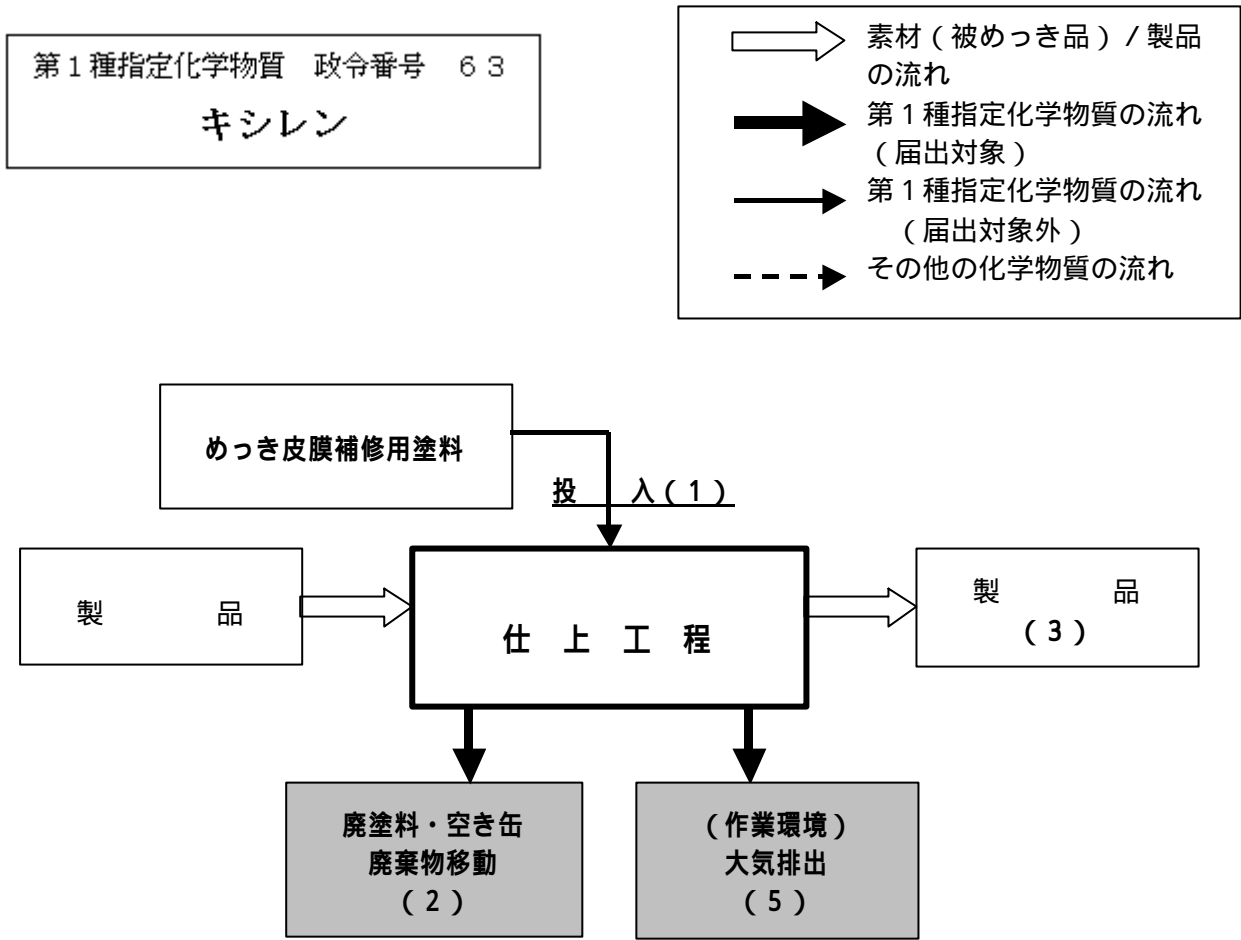 第１種指定化学物質　政令番号　６３
キシレン
素材（被めっき品）/ 製品
の流れ
第１種指定化学物質の流れ
（届出対象）
第１種指定化学物質の流れ
（届出対象外）
その他の化学物質の流れ
めっき皮膜補修用塗料
投　　入（１）
製　　　　品
仕　上　工　程
製　　　　品
（３）
廃塗料・空き缶
廃棄物移動
（２）
（作業環境）
大気排出
（５）